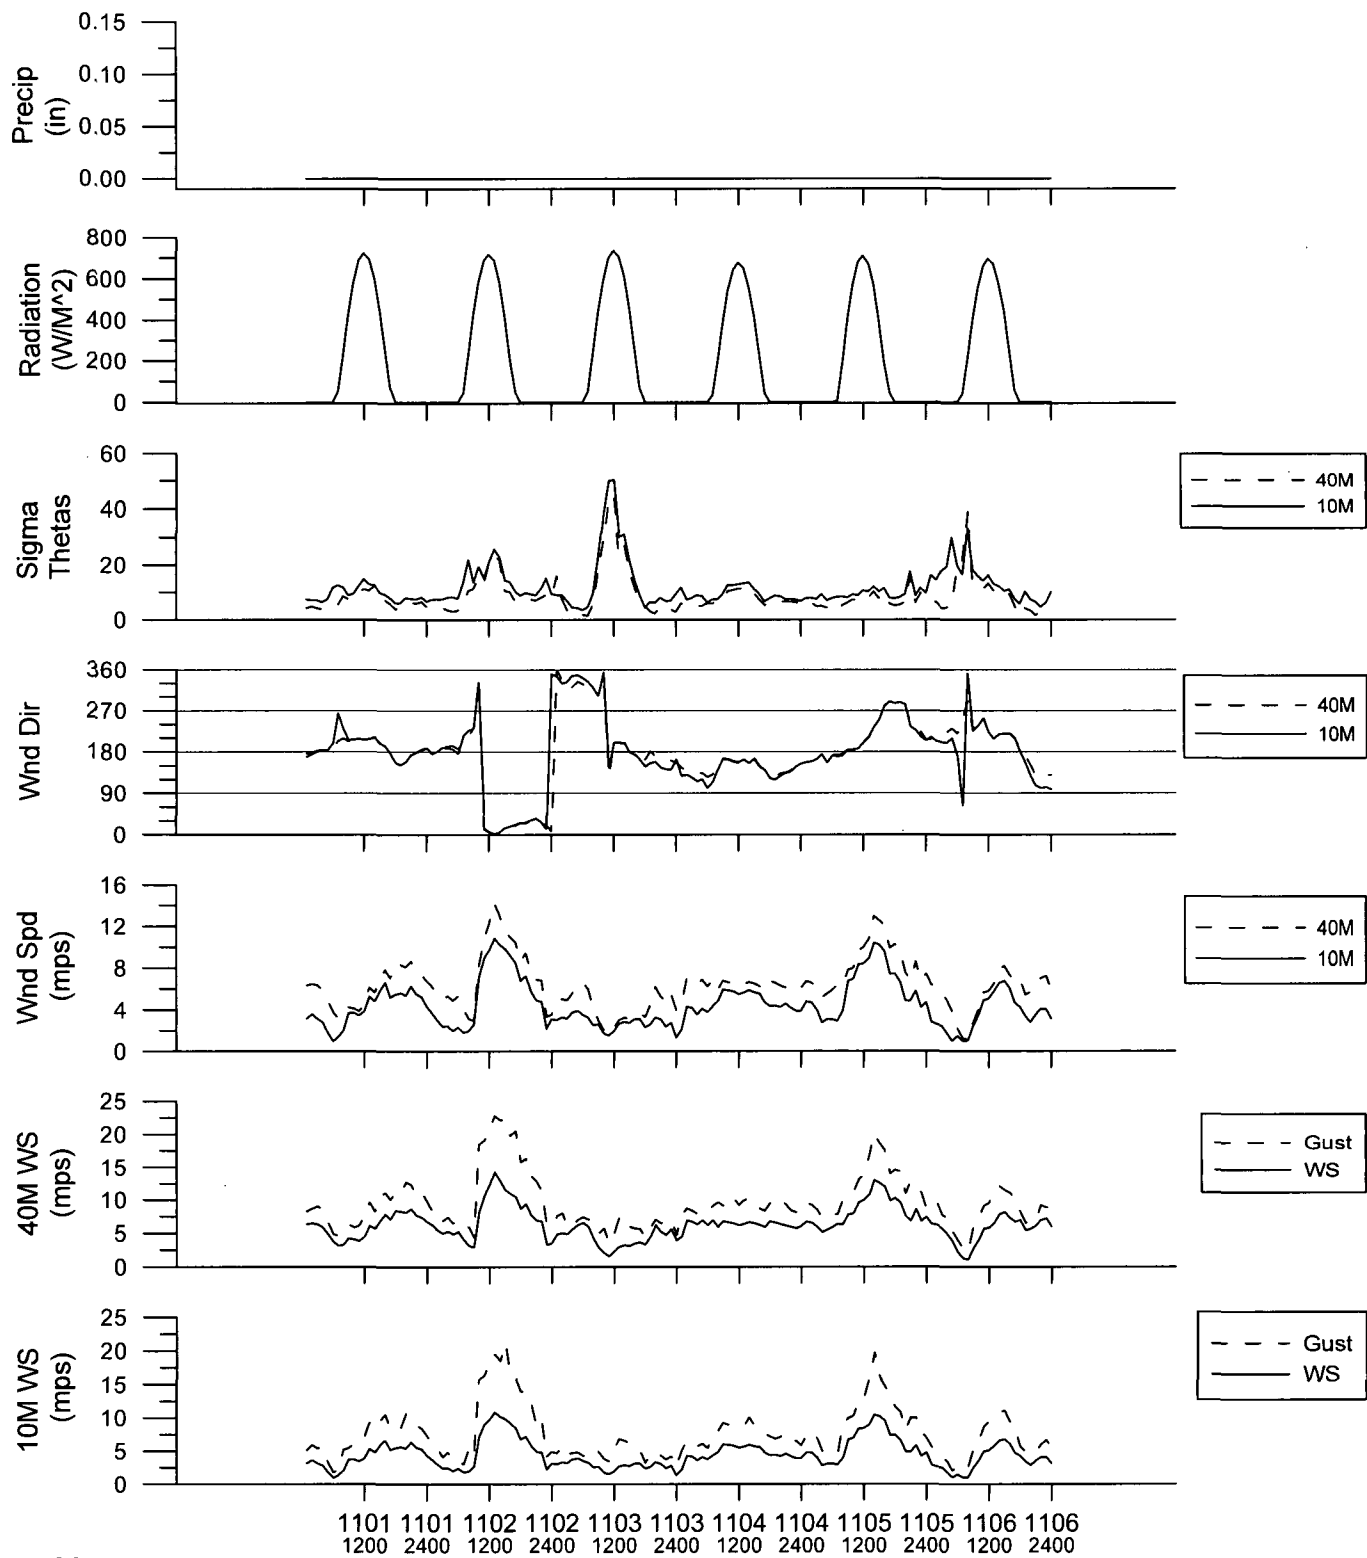 Precip
(in)
0.15
0.10
0.05
0.00
Radiation
(W/M^2)
800
600
400
200
0
Sigma
Thetas
60
40
20
0
40M
10M
Wnd Dir
360
270
180
90
0
40M
10M
Wnd Spd
(mps)
16
12
8
4
0
40M
10M
40M WS
(mps)
25
20
15
10
5
0
Gust
WS
10M WS
(mps)
25
20
15
10
5
0
Gust
WS
1101 1101 1102 1102 1103 1103 1104 1104 1105 1105 1106 1106
1200 2400 1200 2400 1200 2400 1200 2400 1200 2400 1200 2400